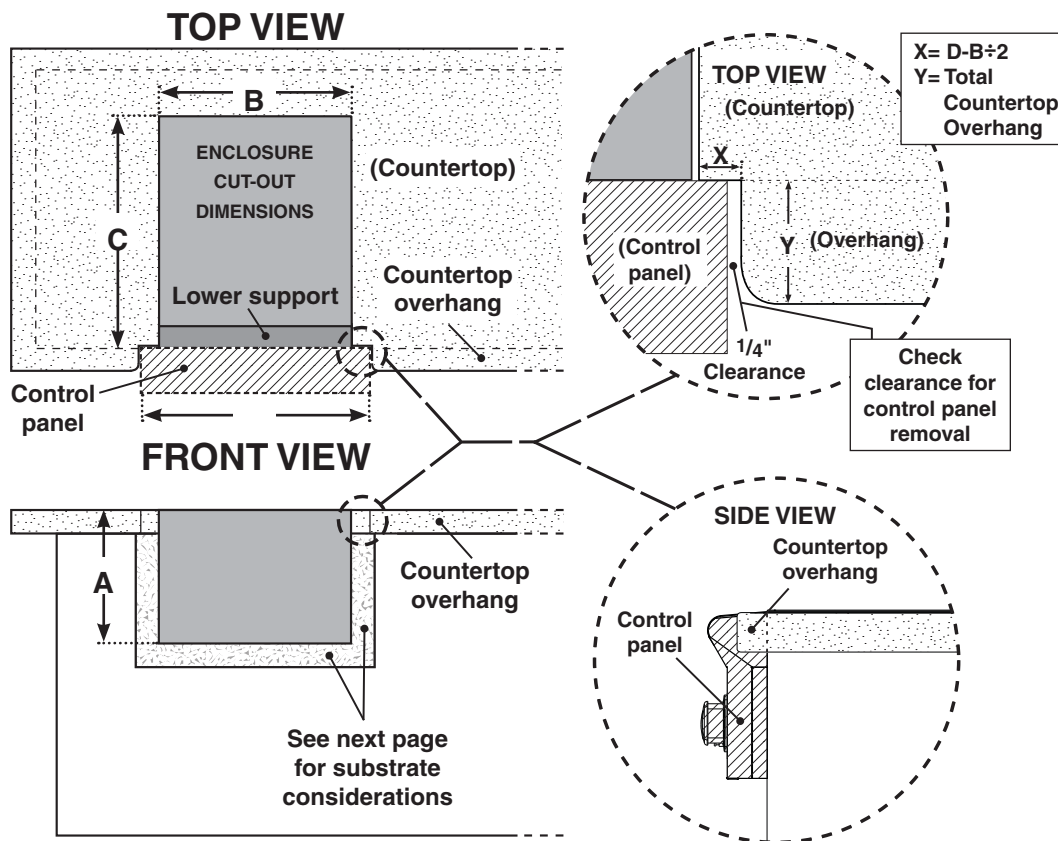 TOP VIEW
B
ENCLOSURE
CUT-OUT
DIMENSIONS
(Countertop)
C
Lower support
Countertop
overhang
Control
panel
FRONT VIEW
A
Countertop
overhang
See next page
for substrate
considerations
TOP VIEW
(Countertop)
X
(Control
panel)
Y
(Overhang)
1/4"
Clearance
X= D-B÷2
Y= Total
Countertop
Overhang
Check
clearance for
control panel
removal
SIDE VIEW
Countertop
overhang
Control
panel